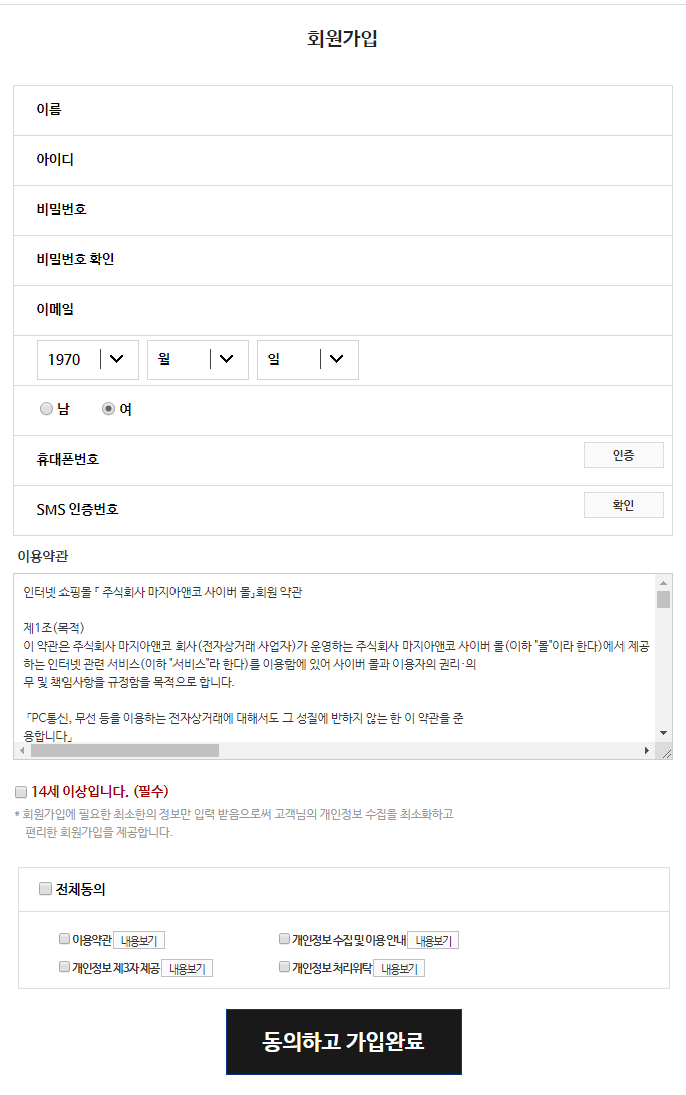 회원가입
이름
아이디
비밀번호
비밀번호 확인
이메일
1970 월 일
남 여
휴대폰번호 인증
SMS 인증번호 확인
이용약관
인터넷 쇼핑몰『 주식회사 마지아앤코 사이버 몰』회원 약관
제1조(목적)
이 약관은 주식회사 마지아앤코 회사(전자상거래 사업자)가 운영하는 주식회사 마지아앤코 사이버 몰(이하 "몰"이라 한다)에서 제공
하는 인터넷 관련 서비스(이하 "서비스"라 한다)를 이용함에 있어 사이버 몰과 이용자의 권리·의
무 및 책임사항을 규정함을 목적으로 합니다.
「PC통신, 무선 등을 이용하는 전자상거래에 대해서도 그 성질에 반하지 않는 한 이 약관을 준
용합니다」
14세 이상입니다. (필수)
* 회원가입에 필요한 최소한의 정보만 입력 받음으로써 고객님의 개인정보 수집을 최소화하고
편리한 회원가입을 제공합니다.
전체동의
이용약관 내용보기 개인정보 수집 및 이용 안내 내용보기
개인정보 제3자 제공 내용보기 개인정보 처리위탁 내용보기
동의하고 가입완료